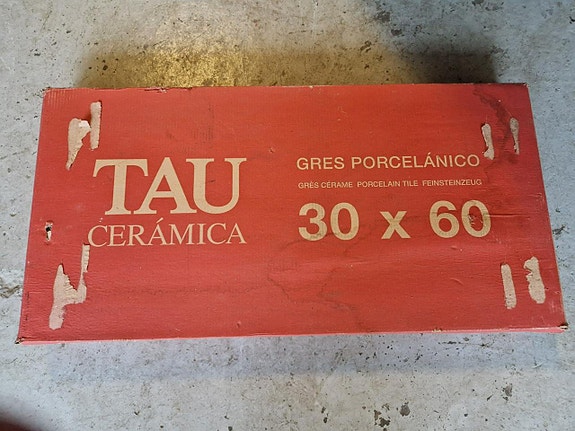 TAU
CERÁMICA
GRES PORCELÁNICO
GRÈS CÉRAME PORCELAIN TILE FEINSTEINZEUG
30 x 60